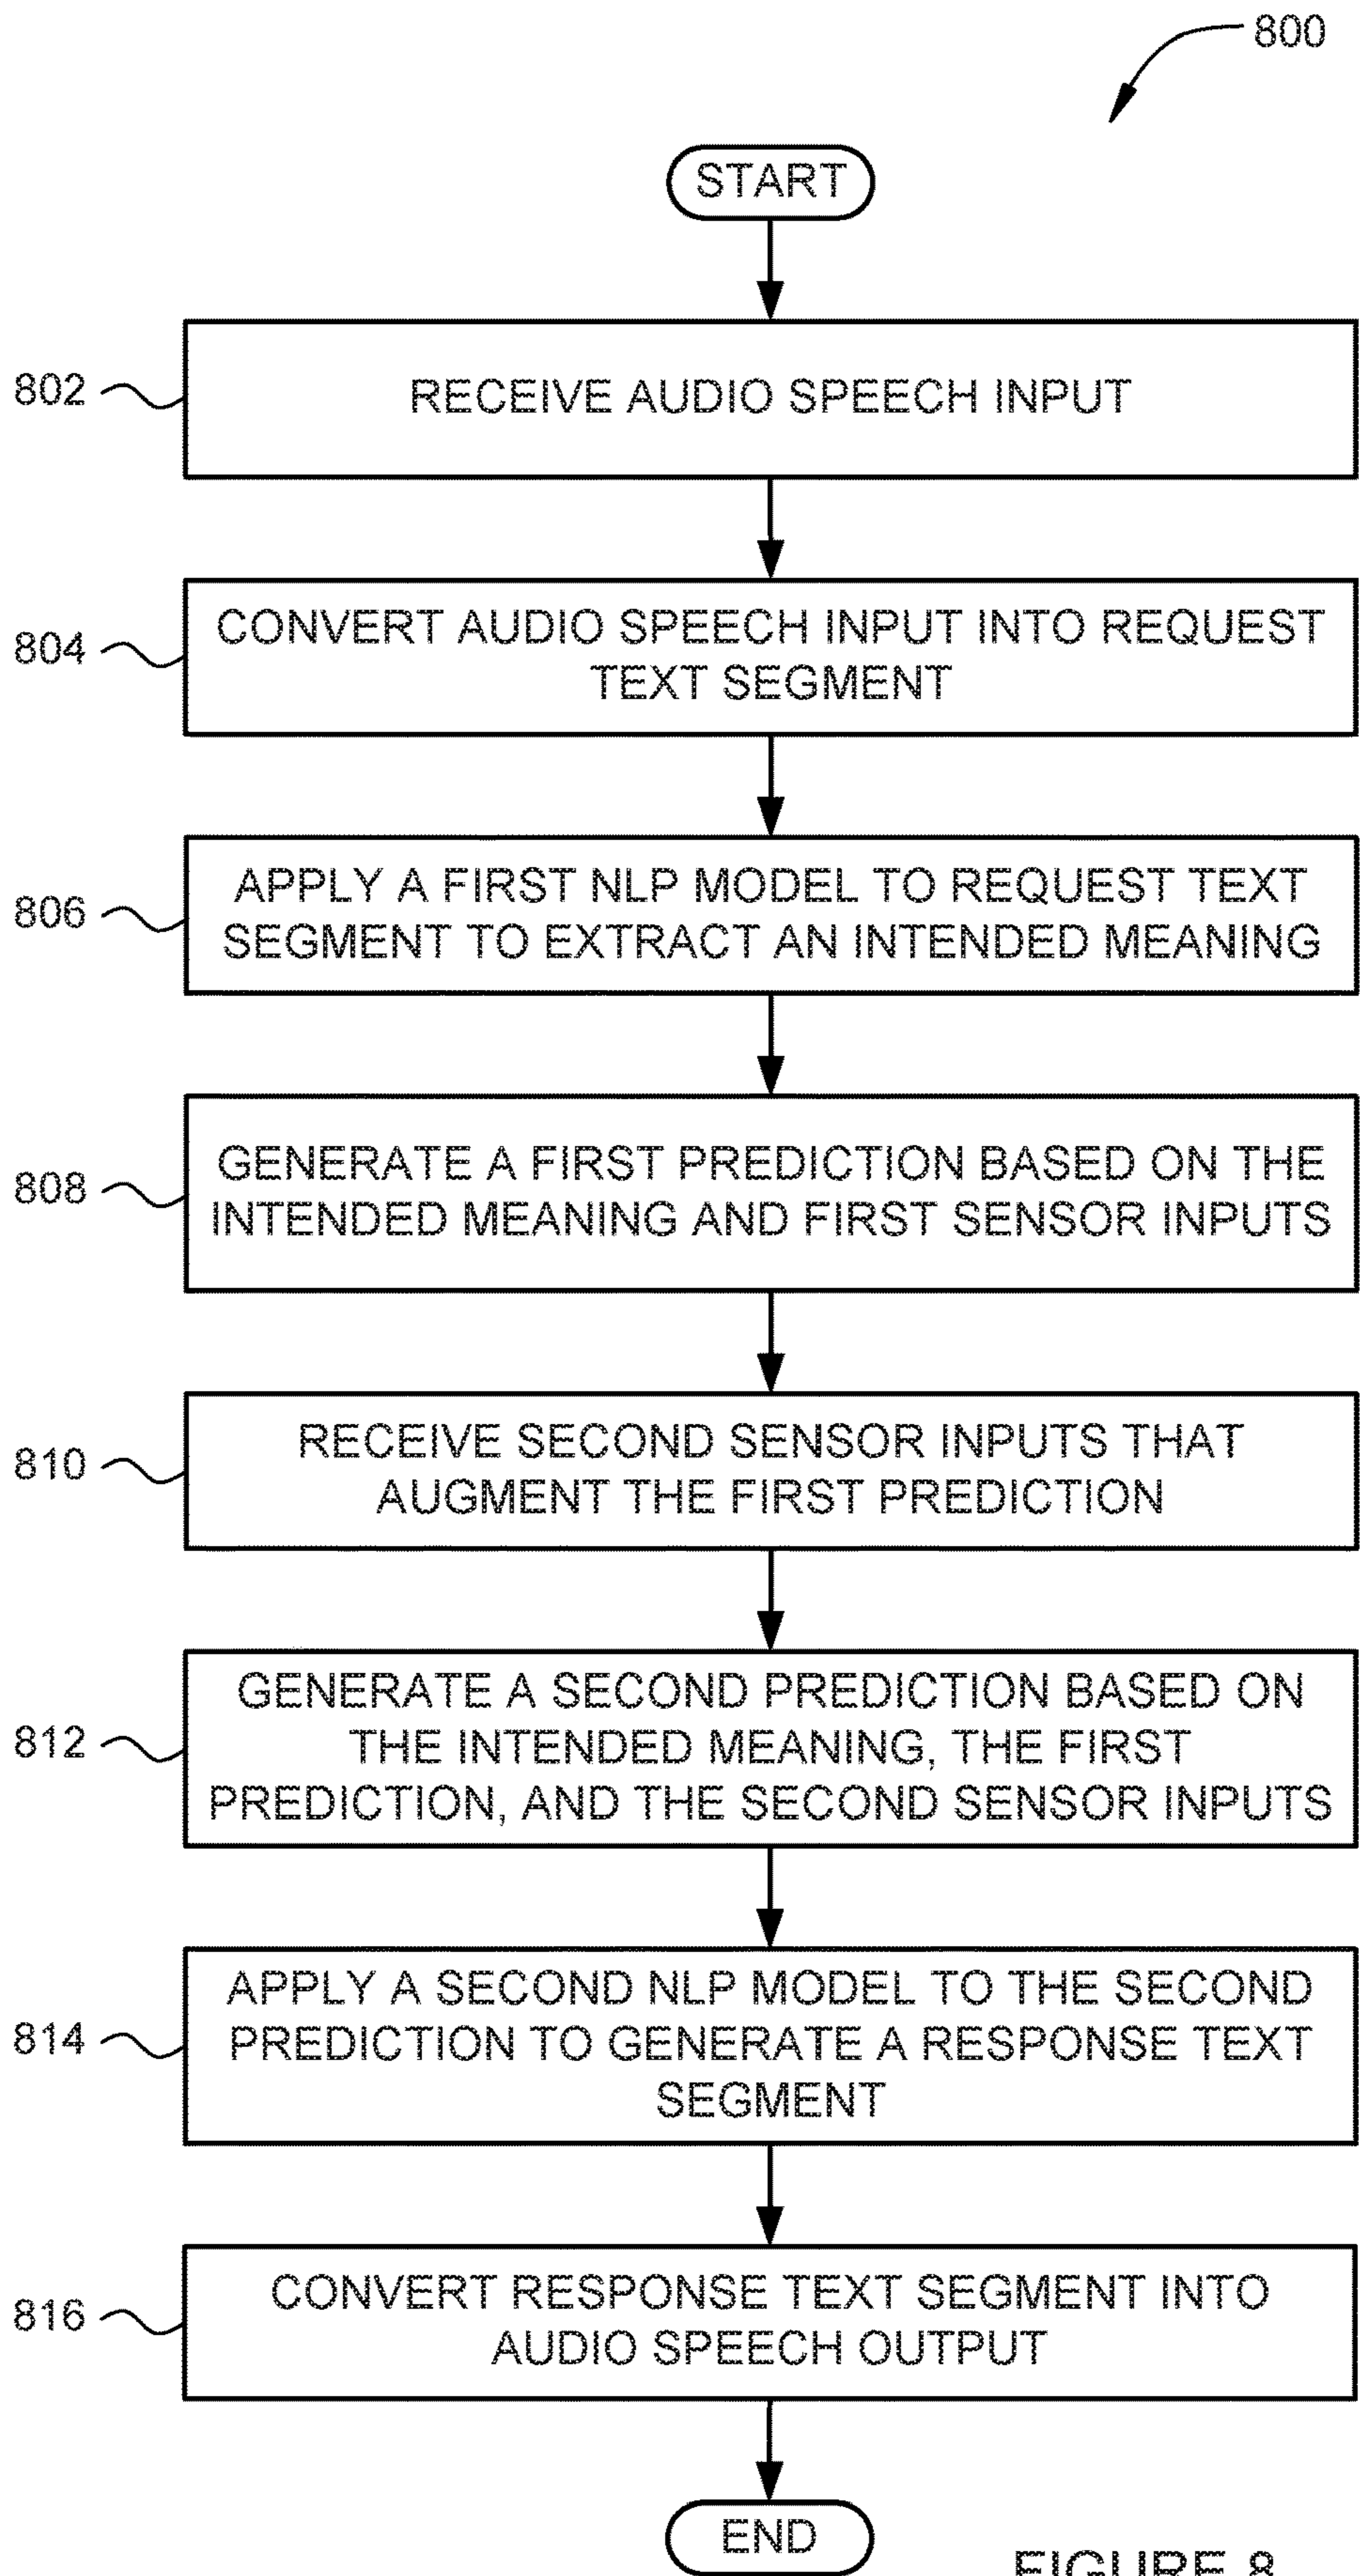 800
START
802
RECEIVE AUDIO SPEECH INPUT
804
CONVERT AUDIO SPEECH INPUT INTO REQUEST
TEXT SEGMENT
806
APPLY A FIRST NLP MODEL TO REQUEST TEXT
SEGMENT TO EXTRACT AN INTENDED MEANING
808
GENERATE A FIRST PREDICTION BASED ON THE
INTENDED MEANING AND FIRST SENSOR INPUTS
810
RECEIVE SECOND SENSOR INPUTS THAT
AUGMENT THE FIRST PREDICTION
812
GENERATE A SECOND PREDICTION BASED ON
THE INTENDED MEANING, THE FIRST
PREDICTION, AND THE SECOND SENSOR INPUTS
814
APPLY A SECOND NLP MODEL TO THE SECOND
PREDICTION TO GENERATE A RESPONSE TEXT
SEGMENT
816
CONVERT RESPONSE TEXT SEGMENT INTO
AUDIO SPEECH OUTPUT
END
FIGURE 8